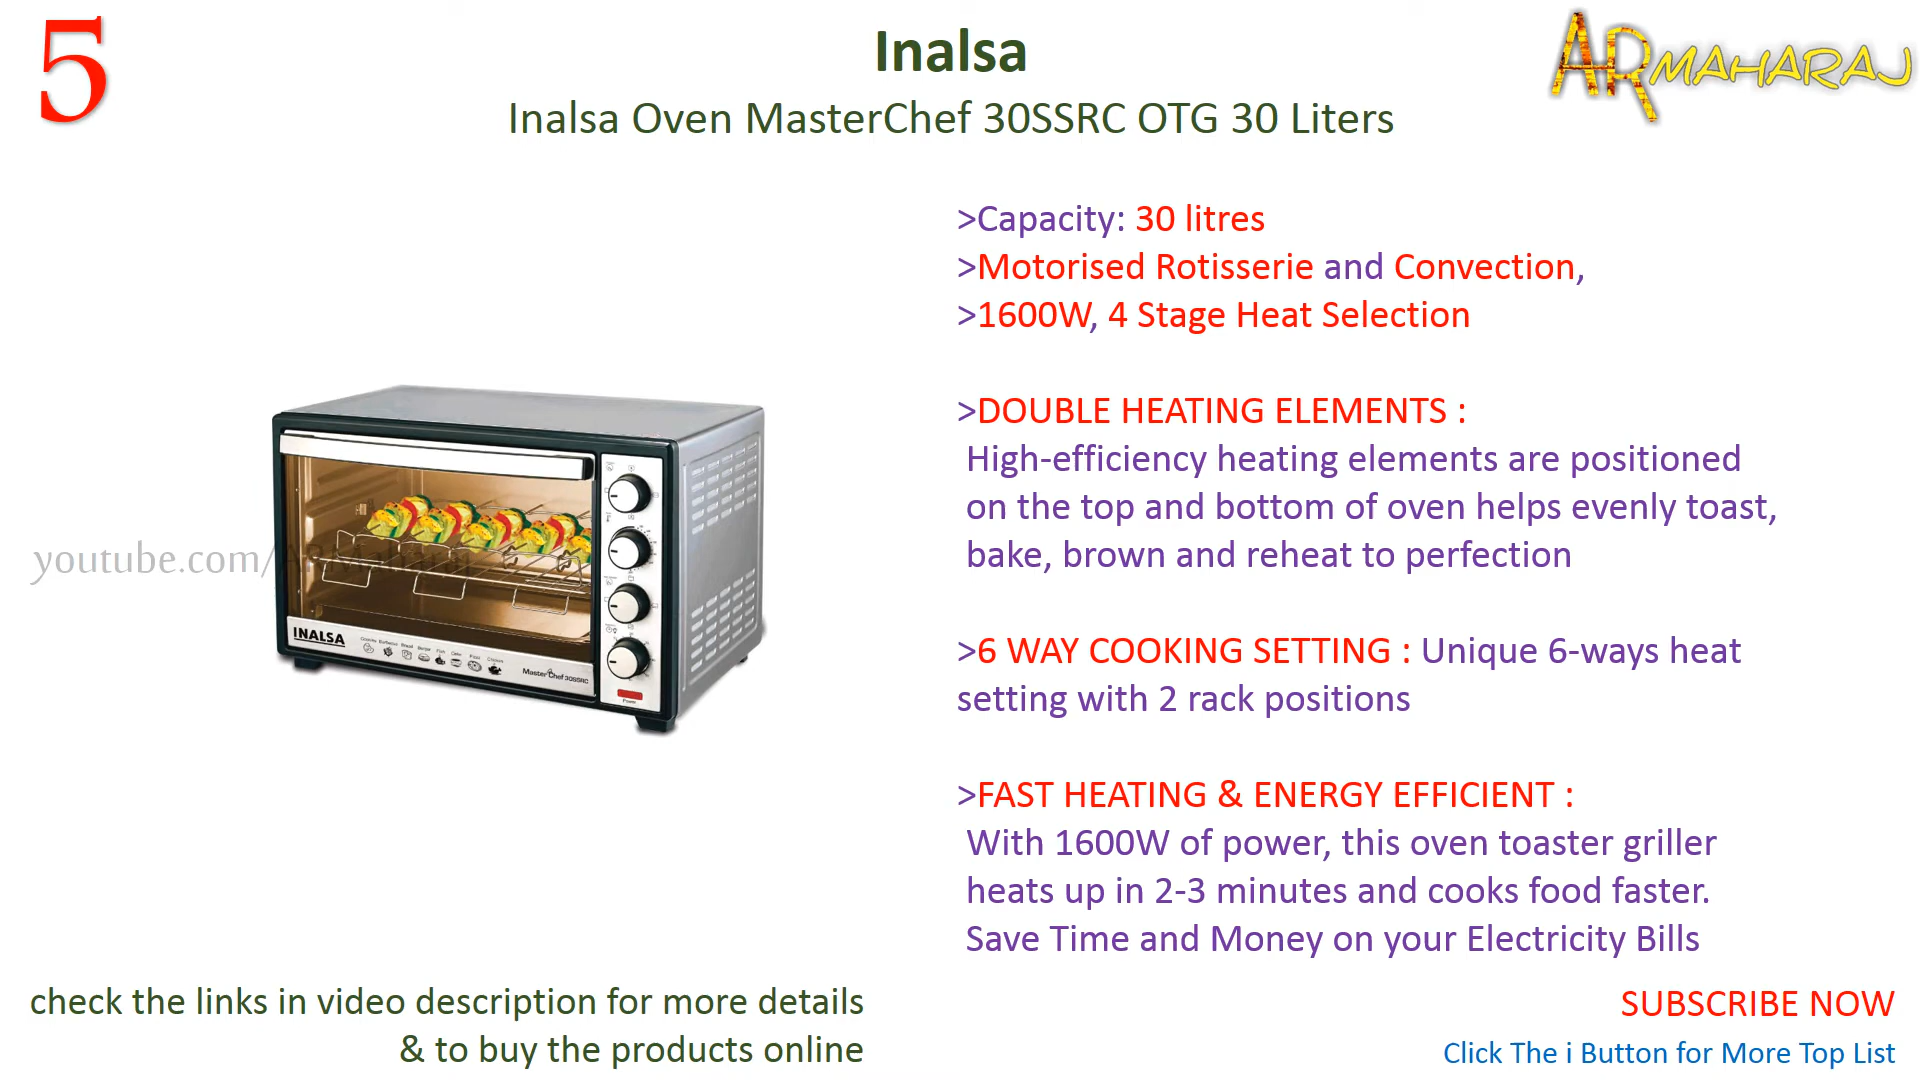 5
Inalsa
Inalsa Oven MasterChef 30SSRC OTG 30 Liters
AR MAHARAJ
>Capacity: 30 litres
>Motorised Rotisserie and Convection,
>1600W, 4 Stage Heat Selection
>DOUBLE HEATING ELEMENTS :
High-efficiency heating elements are positioned
on the top and bottom of oven helps evenly toast,
bake, brown and reheat to perfection
>6 WAY COOKING SETTING : Unique 6-ways heat
setting with 2 rack positions
>FAST HEATING & ENERGY EFFICIENT :
With 1600W of power, this oven toaster griller
heats up in 2-3 minutes and cooks food faster.
Save Time and Money on your Electricity Bills
youtube.com/ARMaharaj
INALSA
MasterChef 30SSRC
Power
check the links in video description for more details
& to buy the products online
SUBSCRIBE NOW
Click The i Button for More Top List